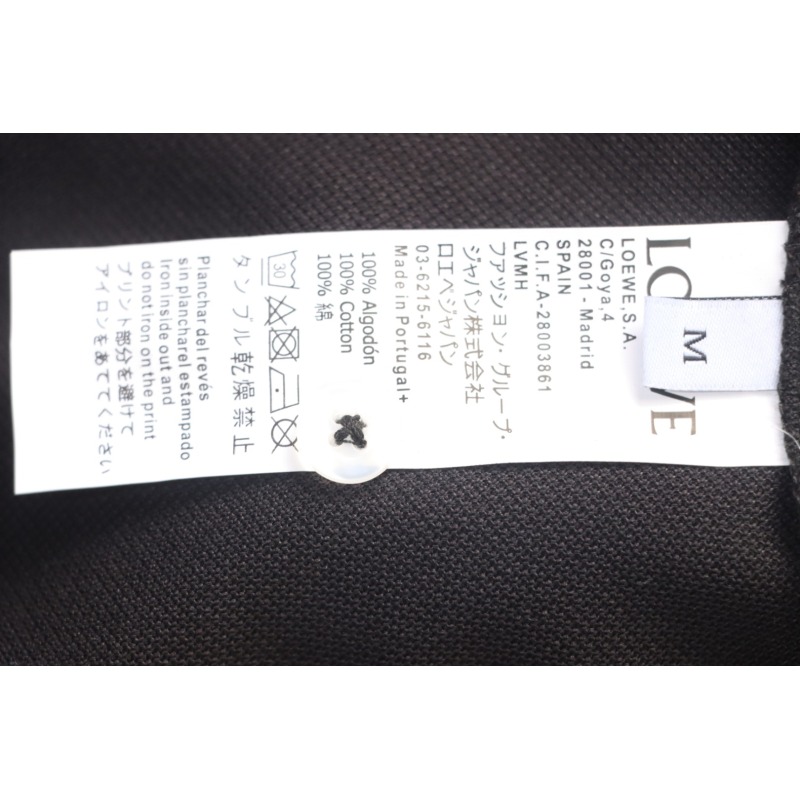 LO VE
M
LOEWE,S.A.
C/Goya,4
28001 - Madrid
SPAIN
C.I.F.A-28003861
LVMH
ファッション・グループ・
ジャパン株式会社
ロエベジャパン
03-6215-6116
Made in Portugal+
100% Algodón
100% Cotton
100% 綿
30
タンブル乾燥禁止
Planchar del revés
sin planchar el estampado
Iron inside out and
do not iron on the print
プリント部分を避けて
アイロンをあててください